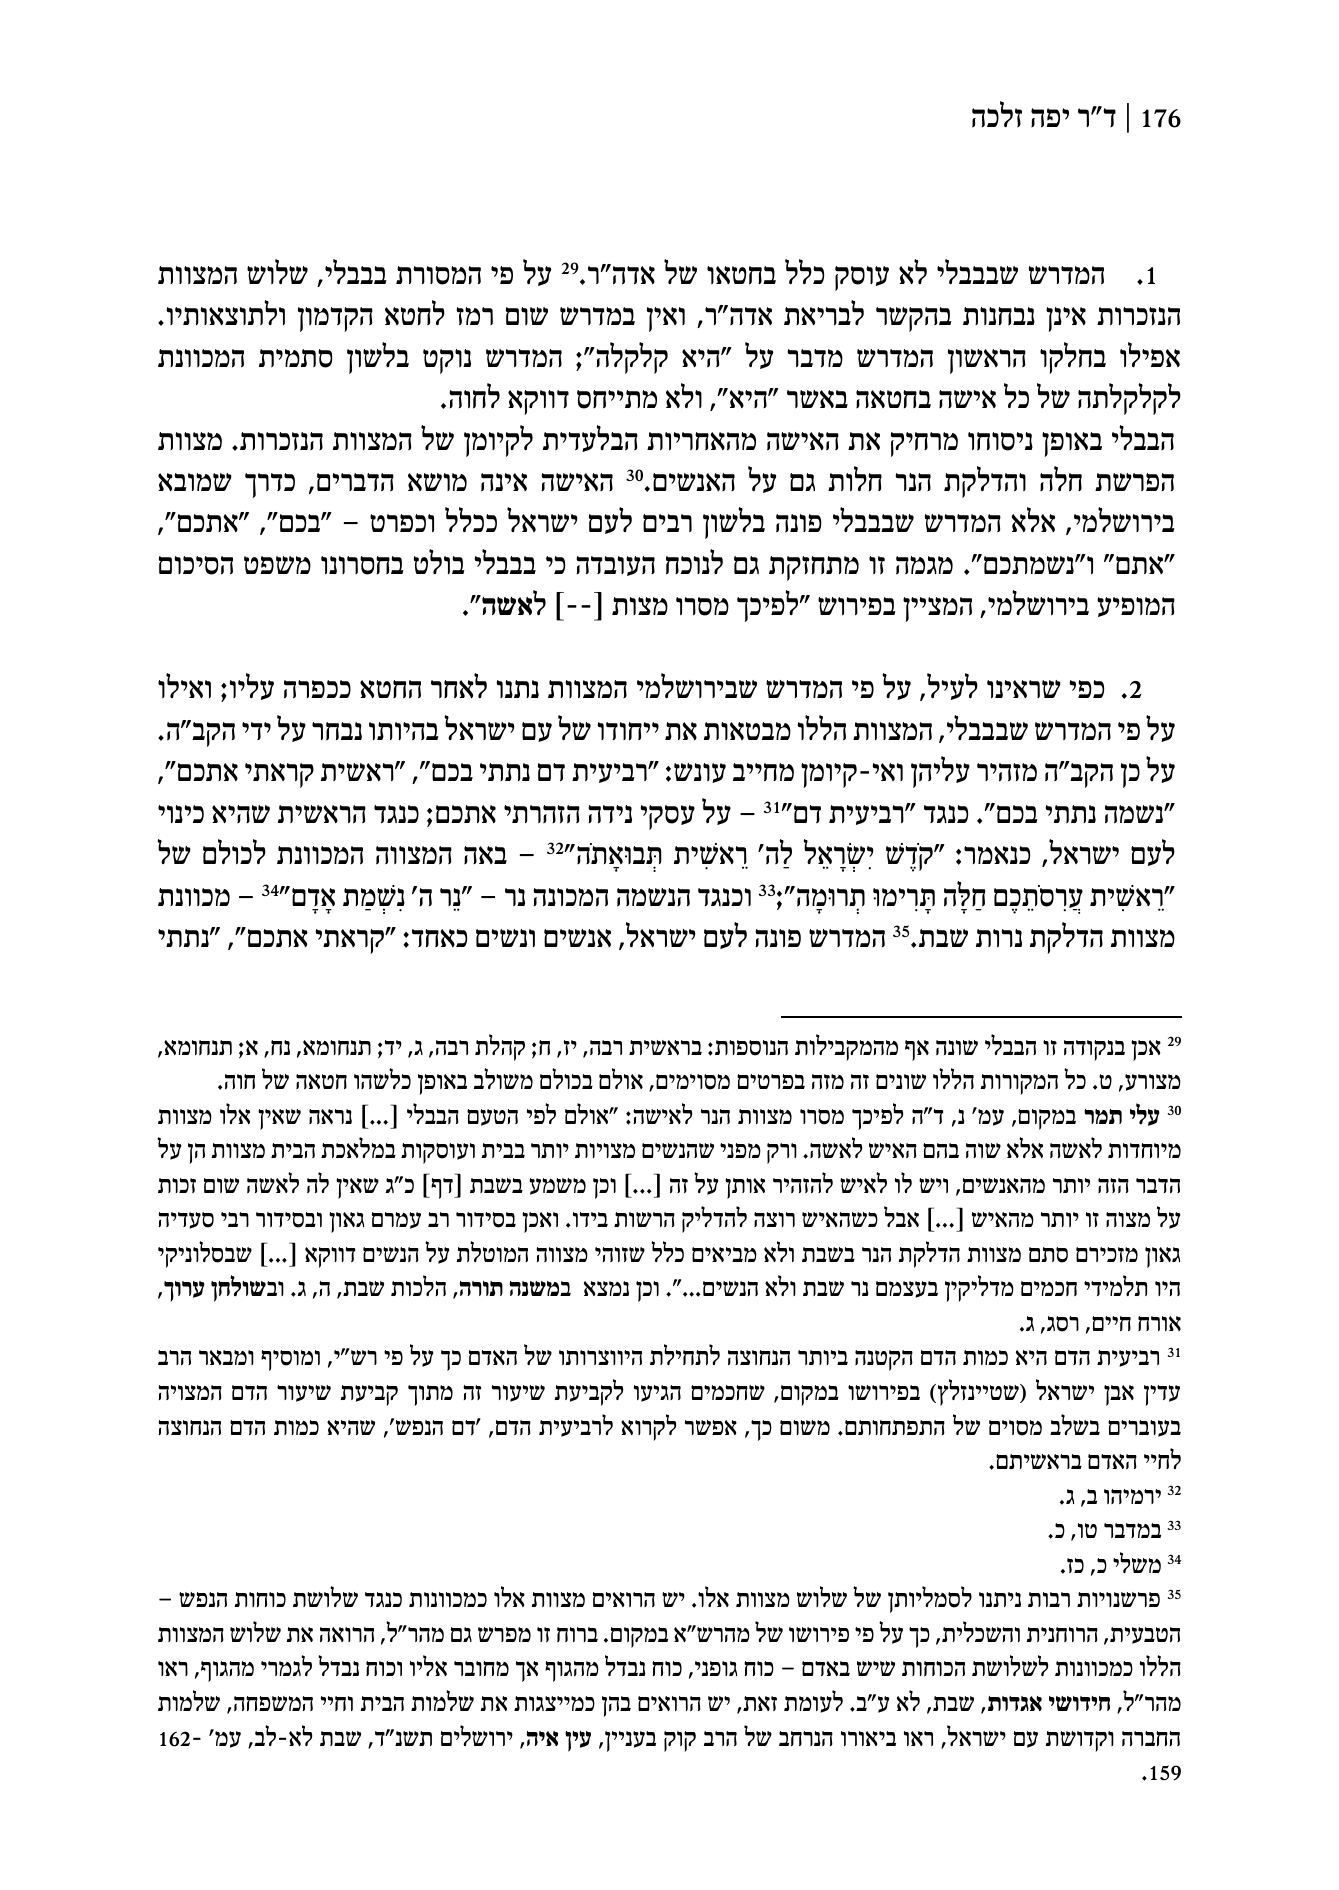 176 | ד"ר יפה זלכה
1. המדרש שבבבלי לא עוסק כלל בחטאו של אדה"ר.29 על פי המסורת בבבלי, שלוש המצוות
הנזכרות אינן נבחנות בהקשר לבריאת אדה"ר, ואין במדרש שום רמז לחטא הקדמון ולתוצאותיו.
אפילו בחלקו הראשון המדרש מדבר על "היא קלקלה"; המדרש נוקט בלשון סתמית המכוונת
לקלקלתה של כל אישה בחטאה באשר "היא", ולא מתייחס דווקא לחוה.
הבבלי באופן ניסוחו מרחיק את האישה מהאחריות הבלעדית לקיומן של המצוות הנזכרות. מצוות
הפרשת חלה והדלקת הנר חלות גם על האנשים.30 האישה אינה מושא הדברים, כדרך שמובא
בירושלמי, אלא המדרש שבבבלי פונה בלשון רבים לעם ישראל ככלל וכפרט – "בכם", "אתכם",
"אתם" ו"נשמתכם". מגמה זו מתחזקת גם לנוכח העובדה כי בבבלי בולט בחסרונו משפט הסיכום
המופיע בירושלמי, המציין בפירוש "לפיכך מסרו מצות [--] לאשה".
2. כפי שראינו לעיל, על פי המדרש שבירושלמי המצוות נתנו לאחר החטא ככפרה עליו; ואילו
על פי המדרש שבבבלי, המצוות הללו מבטאות את ייחודו של עם ישראל בהיותו נבחר על ידי הקב"ה.
על כן הקב"ה מזהיר עליהן ואי-קיומן מחייב עונש: "רביעית דם נתתי בכם", "ראשית קראתי אתכם",
"נשמה נתתי בכם". כנגד "רביעית דם"31 – על עסקי נידה הזהרתי אתכם; כנגד הראשית שהיא כינוי
לעם ישראל, כנאמר: "קֹדֶשׁ יִשְׂרָאֵל לַה' רֵאשִׁית תְּבוּאָתֹה"32 – באה המצווה המכוונת לכולם של
"רֵאשִׁית עֲרִסֹתֵכֶם חַלָּה תָּרִימוּ תְרוּמָה";33 וכנגד הנשמה המכונה נר – "נֵר ה' נִשְׁמַת אָדָם"34 – מכוונת
מצוות הדלקת נרות שבת.35 המדרש פונה לעם ישראל, אנשים ונשים כאחד: "קראתי אתכם", "נתתי
29 אכן בנקודה זו הבבלי שונה אף מהמקבילות הנוספות: בראשית רבה, יז, ח; קהלת רבה, ג, יד; תנחומא, נח, א; תנחומא,
מצורע, ט. כל המקורות הללו שונים זה מזה בפרטים מסוימים, אולם בכולם משולב באופן כלשהו חטאה של חוה.
30 עלי תמר במקום, עמ' נ, ד"ה לפיכך מסרו מצוות הנר לאישה: "אולם לפי הטעם הבבלי [...] נראה שאין אלו מצוות
מיוחדות לאשה אלא שוה בהם האיש לאשה. ורק מפני שהנשים מצויות יותר בבית ועוסקות במלאכת הבית מצוות הן על
הדבר הזה יותר מהאנשים, ויש לו לאיש להזהיר אותן על זה [...] וכן משמע בשבת [דף] כ"ג שאין לה לאשה שום זכות
על מצוה זו יותר מהאיש [...] אבל כשהאיש רוצה להדליק הרשות בידו. ואכן בסידור רב עמרם גאון ובסידור רבי סעדיה
גאון מזכירם סתם מצוות הדלקת הנר בשבת ולא מביאים כלל שזוהי מצווה המוטלת על הנשים דווקא [...] שבסלוניקי
היו תלמידי חכמים מדליקין בעצמם נר שבת ולא הנשים...". וכן נמצא במשנה תורה, הלכות שבת, ה, ג. ובשולחן ערוך,
אורח חיים, רסג, ג.
31 רביעית הדם היא כמות הדם הקטנה ביותר הנחוצה לתחילת היווצרותו של האדם כך על פי רש"י, ומוסיף ומבאר הרב
עדין אבן ישראל (שטיינזלץ) בפירושו במקום, שחכמים הגיעו לקביעת שיעור זה מתוך קביעת שיעור הדם המצויה
בעוברים בשלב מסוים של התפתחותם. משום כך, אפשר לקרוא לרביעית הדם, 'דם הנפש', שהיא כמות הדם הנחוצה
לחיי האדם בראשיתם.
32 ירמיהו ב, ג.
33 במדבר טו, כ.
34 משלי כ, כז.
35 פרשנויות רבות ניתנו לסמליותן של שלוש מצוות אלו. יש הרואים מצוות אלו כמכוונות כנגד שלושת כוחות הנפש –
הטבעית, הרוחנית והשכלית, כך על פי פירושו של מהרש"א במקום. ברוח זו מפרש גם מהר"ל, הרואה את שלוש המצוות
הללו כמכוונות לשלושת הכוחות שיש באדם – כוח גופני, כוח נבדל מהגוף אך מחובר אליו וכוח נבדל לגמרי מהגוף, ראו
מהר"ל, חידושי אגדות, שבת, לא ע"ב. לעומת זאת, יש הרואים בהן כמייצגות את שלמות הבית וחיי המשפחה, שלמות
החברה וקדושת עם ישראל, ראו ביאורו הנרחב של הרב קוק בעניין, עין איה, ירושלים תשנ"ד, שבת לא-לב, עמ' 162-
159.